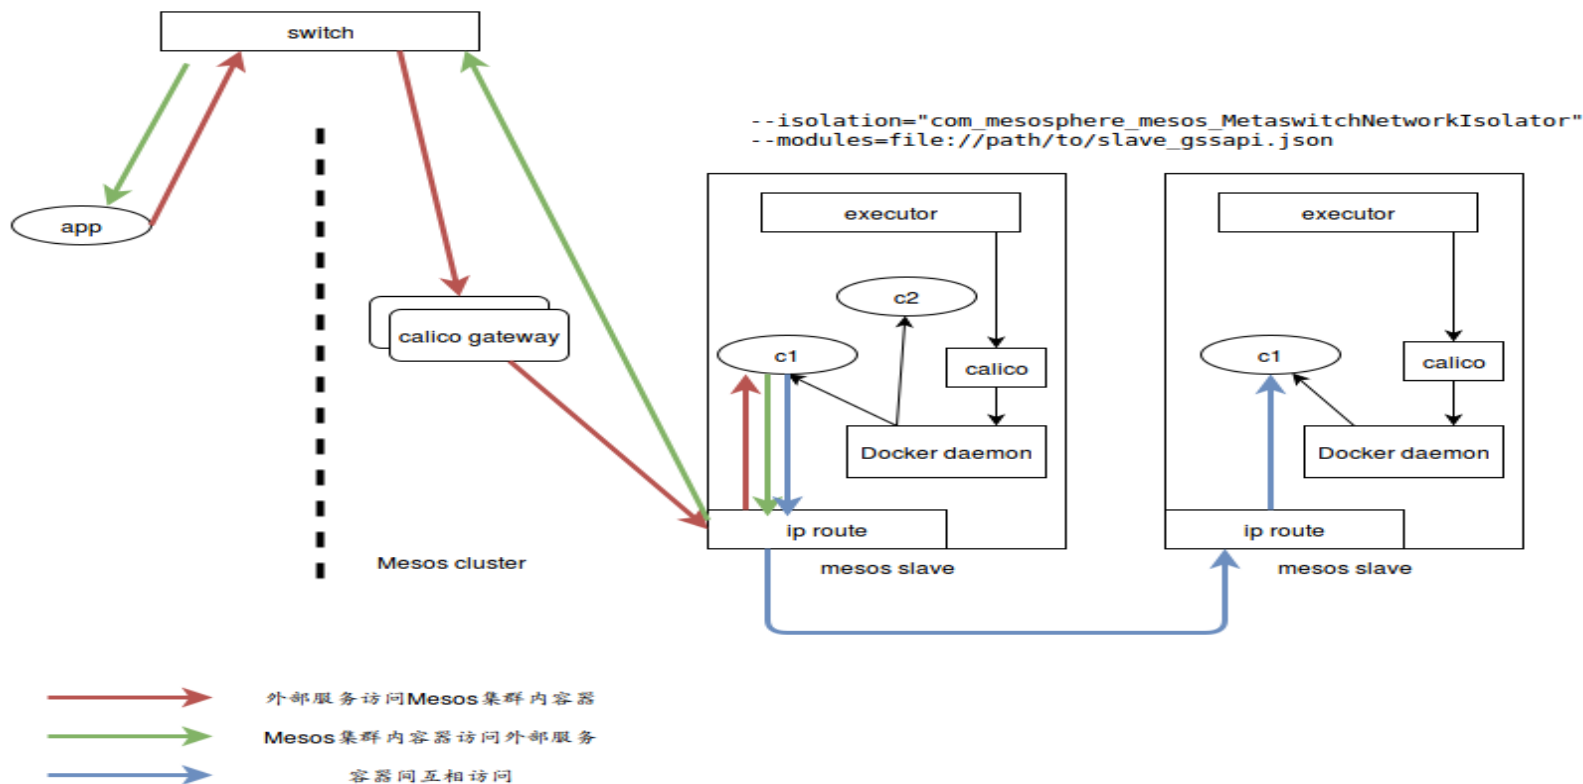 switch
--isolation="com_mesosphere_mesos_MetaswitchNetworkIsolator"
--modules=file://path/to/slave_gssapi.json
app
calico gateway
Mesos cluster
executor
c2
c1
calico
Docker daemon
ip route
mesos slave
executor
c1
calico
Docker daemon
ip route
mesos slave
外部服务访问Mesos集群内容器
Mesos集群内容器访问外部服务
容器间互相访问